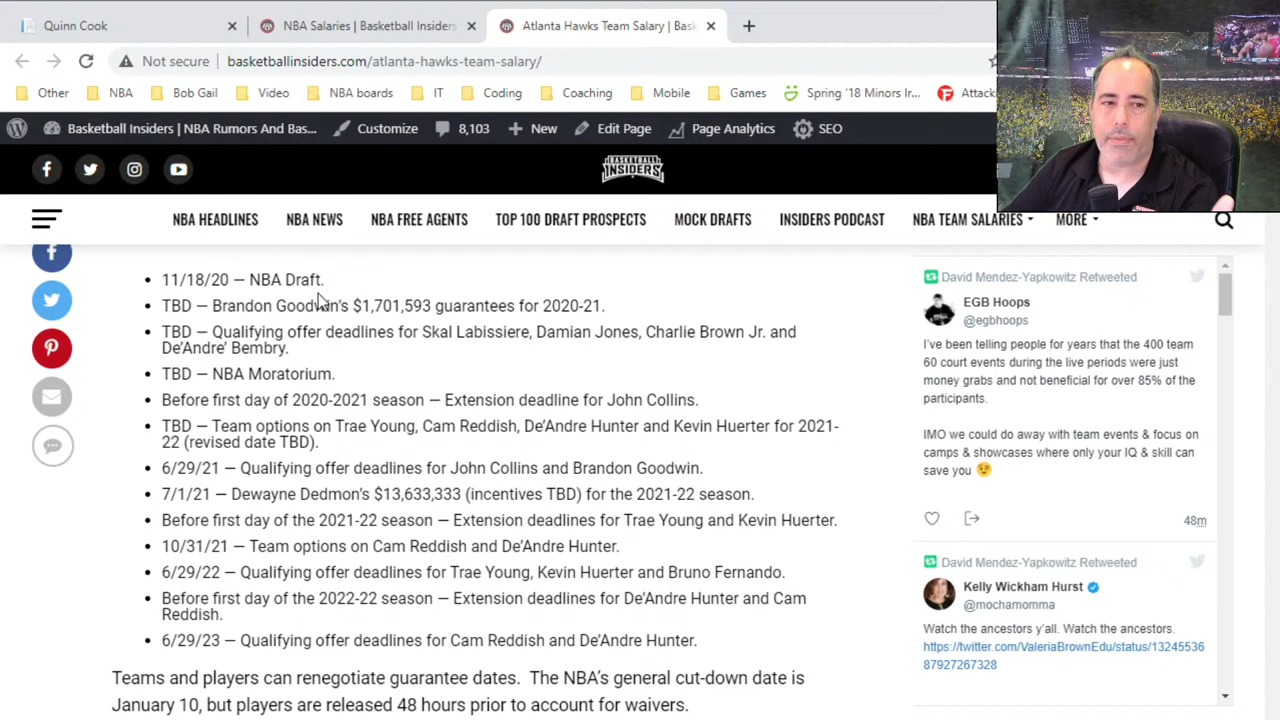 Quinn Cook
NBA Salaries | Basketball Insiders
Atlanta Hawks Team Salary | Bask
Not secure
basketballinsiders.com/atlanta-hawks-team-salary/
Other
NBA
Bob Gail
Video
NBA boards
IT
Coding
Coaching
Mobile
Games
Spring '18 Minors Ir...
Attack
Basketball Insiders | NBA Rumors And Bas...
Customize
8,103
New
Edit Page
Page Analytics
SEO
BASKETBALL
INSIDERS
NBA HEADLINES
NBA NEWS
NBA FREE AGENTS
TOP 100 DRAFT PROSPECTS
MOCK DRAFTS
INSIDERS PODCAST
NBA TEAM SALARIES
MORE
• 11/18/20 — NBA Draft.
• TBD — Brandon Goodwin’s $1,701,593 guarantees for 2020-21.
• TBD — Qualifying offer deadlines for Skal Labissiere, Damian Jones, Charlie Brown Jr. and
De’Andre’ Bembry.
• TBD — NBA Moratorium.
• Before first day of 2020-2021 season — Extension deadline for John Collins.
• TBD — Team options on Trae Young, Cam Reddish, De’Andre Hunter and Kevin Huerter for 2021-
22 (revised date TBD).
• 6/29/21 — Qualifying offer deadlines for John Collins and Brandon Goodwin.
• 7/1/21 — Dewayne Dedmon’s $13,633,333 (incentives TBD) for the 2021-22 season.
• Before first day of the 2021-22 season — Extension deadlines for Trae Young and Kevin Huerter.
• 10/31/21 — Team options on Cam Reddish and De’Andre Hunter.
• 6/29/22 — Qualifying offer deadlines for Trae Young, Kevin Huerter and Bruno Fernando.
• Before first day of the 2022-22 season — Extension deadlines for De’Andre Hunter and Cam
Reddish.
• 6/29/23 — Qualifying offer deadlines for Cam Reddish and De’Andre Hunter.
Teams and players can renegotiate guarantee dates. The NBA’s general cut-down date is
January 10, but players are released 48 hours prior to account for waivers.
David Mendez-Yapkowitz Retweeted
EGB Hoops
@egbhoops
I’ve been telling people for years that the 400 team
60 court events during the live periods were just
money grabs and not beneficial for over 85% of the
participants.
IMO we could do away with team events & focus on
camps & showcases where only your IQ & skill can
save you 😉
48m
David Mendez-Yapkowitz Retweeted
Kelly Wickham Hurst
@mochamomma
Watch the ancestors y’all. Watch the ancestors.
https://twitter.com/ValeriaBrownEdu/status/13245536
87927267328